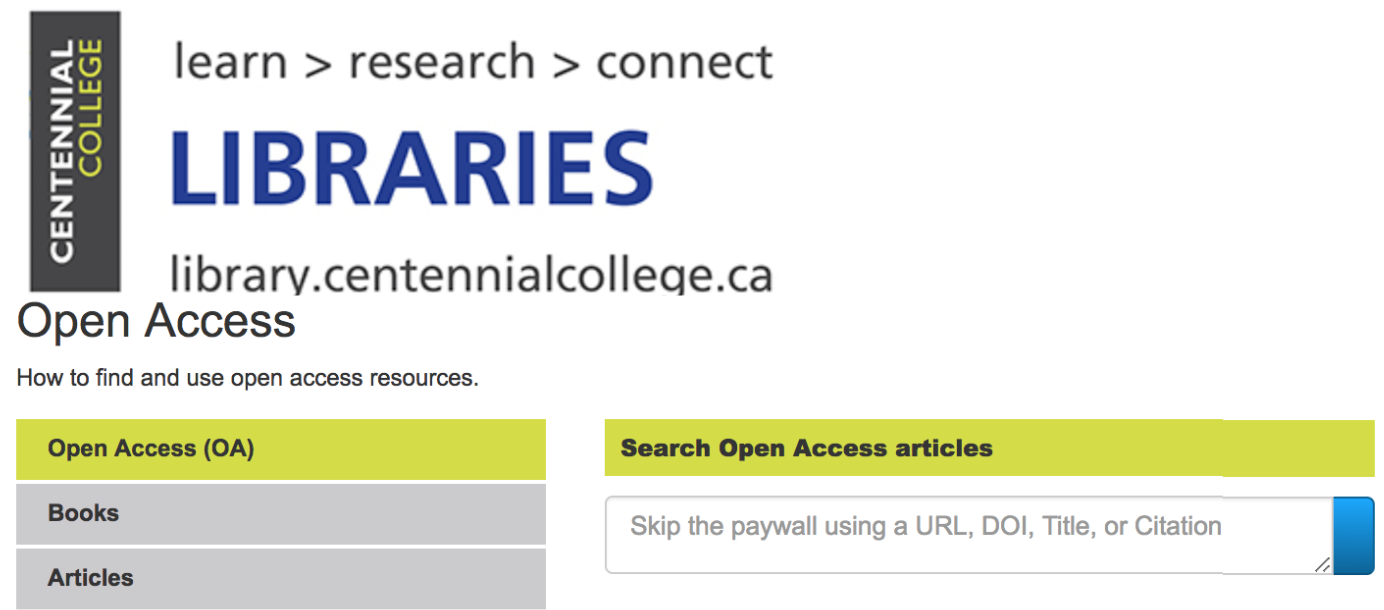 CENTENNIAL
COLLEGE
learn > research > connect
LIBRARIES
library.centennialcollege.ca
Open Access
How to find and use open access resources.
Open Access (OA)
Books
Articles
Search Open Access articles
Skip the paywall using a URL, DOI, Title, or Citation